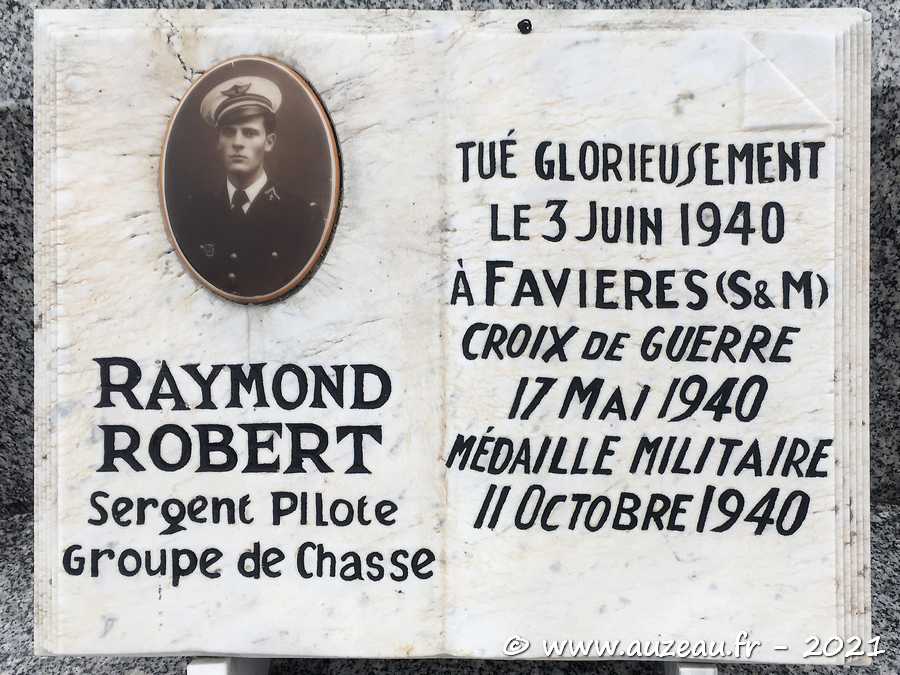 RAYMOND
ROBERT
Sergent Pilote
Groupe de Chasse
TUÉ GLORIEUSEMENT
LE 3 JUIN 1940
À FAVIERES (S&M)
CROIX DE GUERRE
17 MAI 1940
MÉDAILLE MILITAIRE
11 OCTOBRE 1940
© www.auzeau.fr - 2021